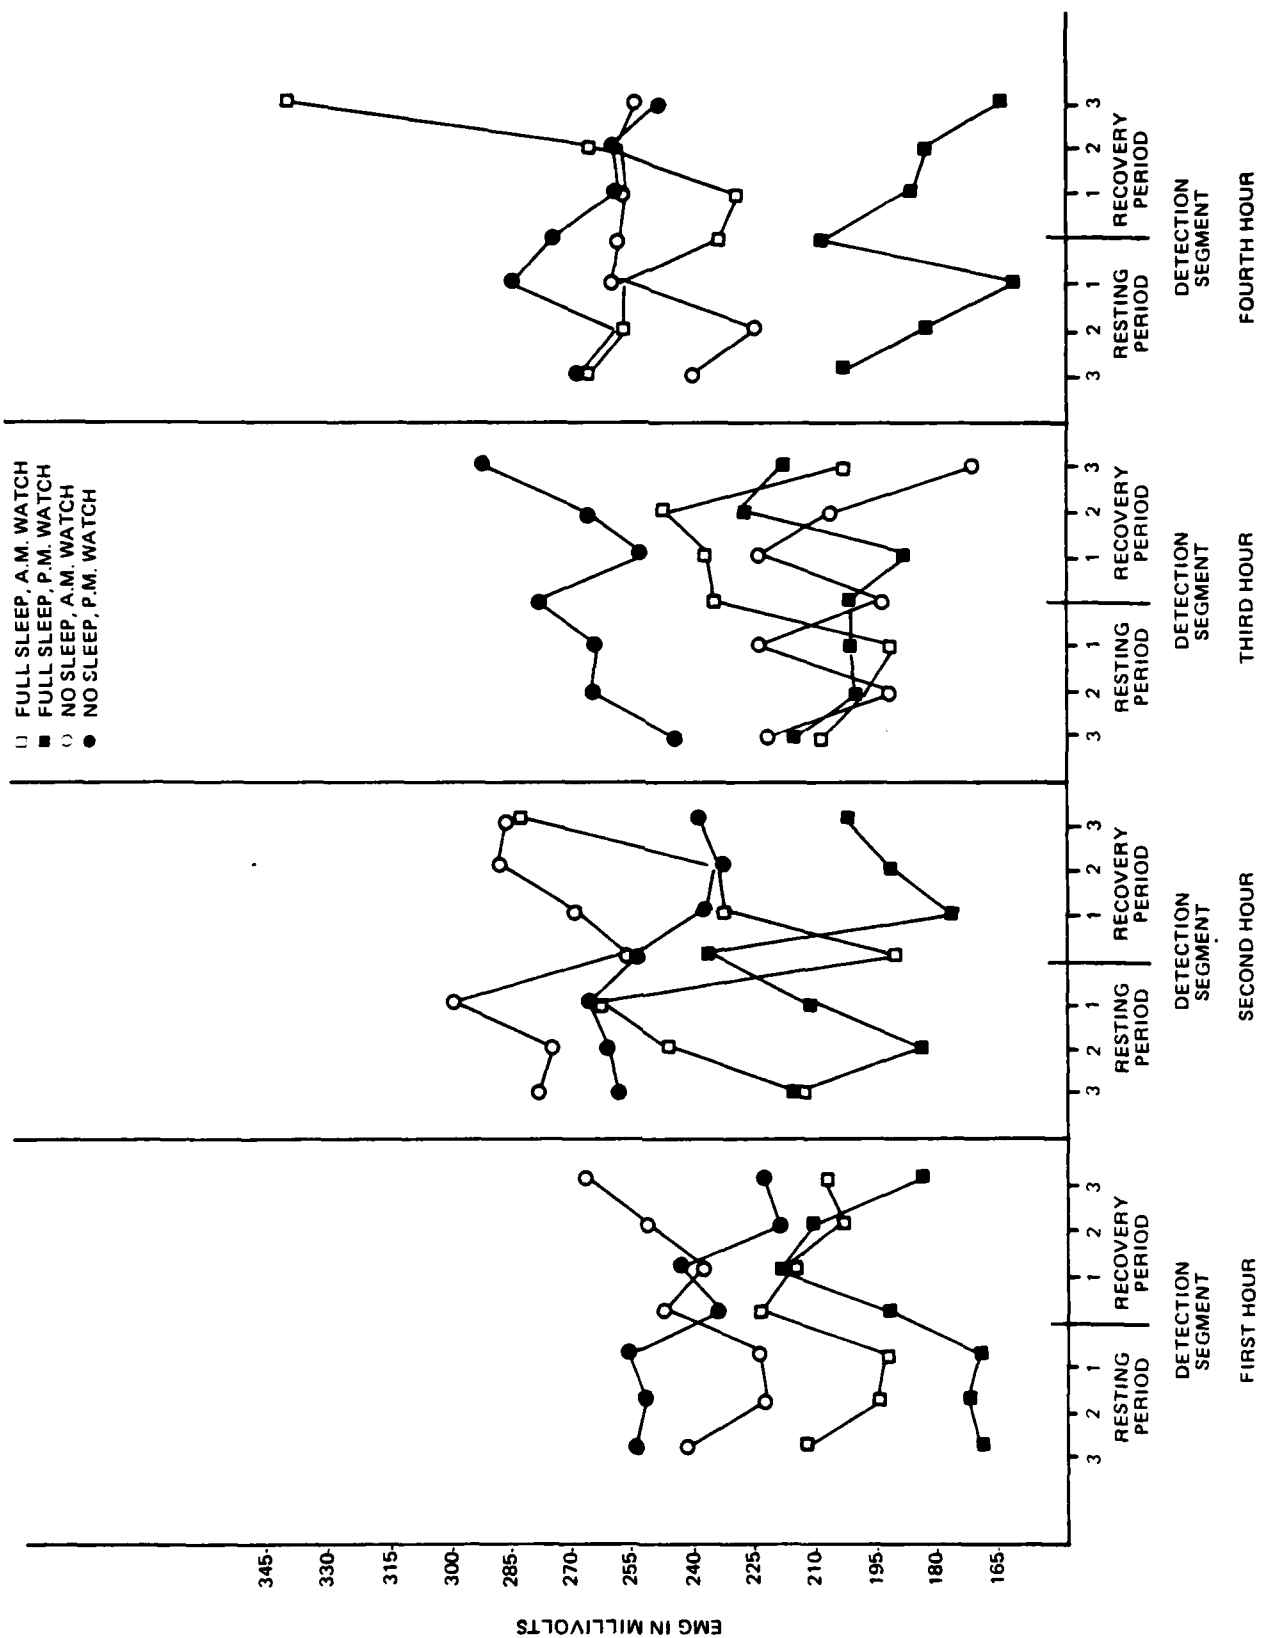 □ FULL SLEEP, A.M. WATCH
■ FULL SLEEP, P.M. WATCH
○ NO SLEEP, A.M. WATCH
● NO SLEEP, P.M. WATCH
EMG IN MILLIVOLTS
345-
330-
315-
300-
285-
270-
255-
240-
225-
210-
195-
180-
165-
3 2 1 1 2 3
RESTING PERIOD
RECOVERY PERIOD
DETECTION SEGMENT
FIRST HOUR
3 2 1 1 2 3
RESTING PERIOD
RECOVERY PERIOD
DETECTION SEGMENT
SECOND HOUR
3 2 1 1 2 3
RESTING PERIOD
RECOVERY PERIOD
DETECTION SEGMENT
THIRD HOUR
3 2 1 1 2 3
RESTING PERIOD
RECOVERY PERIOD
DETECTION SEGMENT
FOURTH HOUR